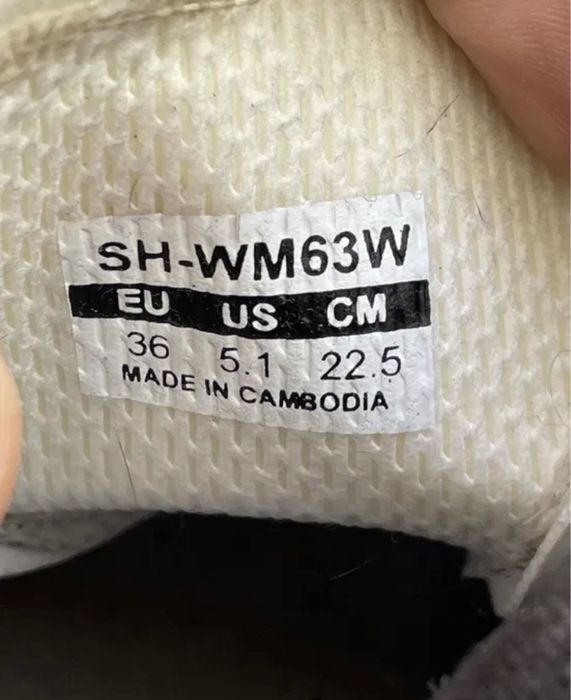 SH-WM63W
EU US CM
36 5.1 22.5
MADE IN CAMBODIA